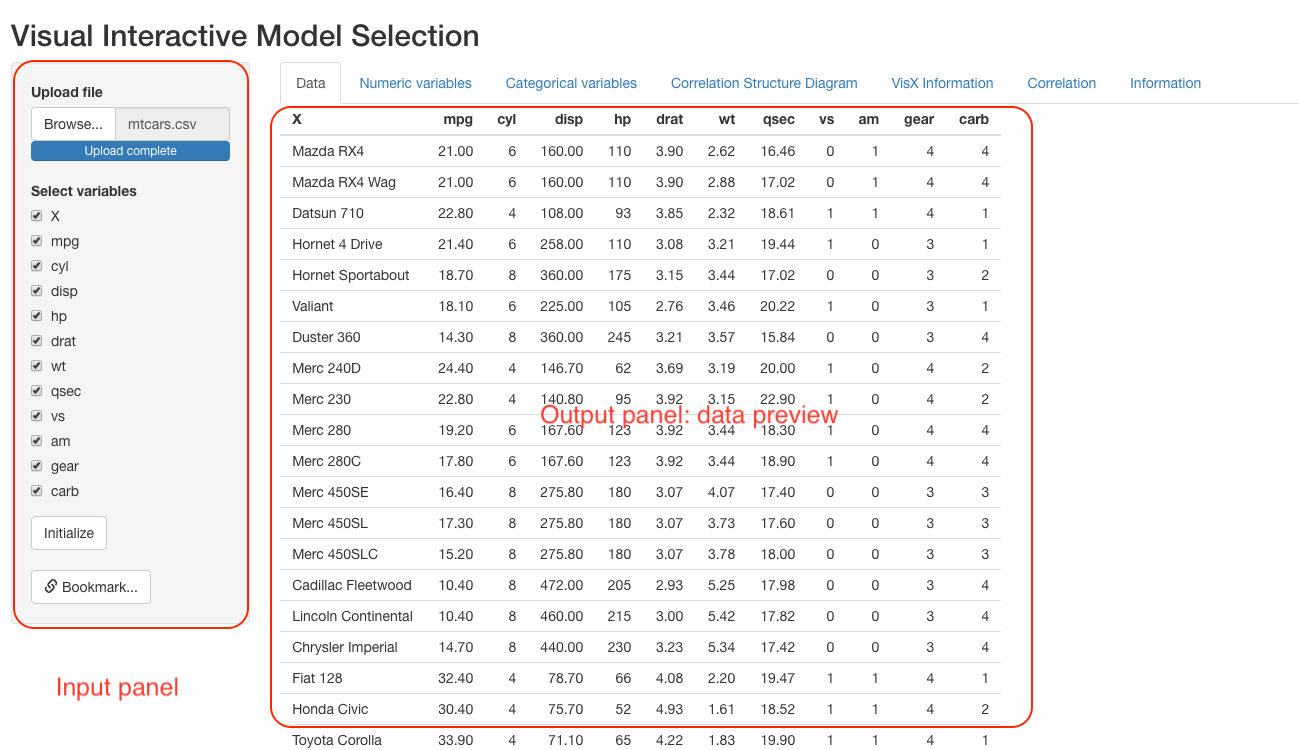 Visual Interactive Model Selection
Upload file
Browse... mtcars.csv
Upload complete
Select variables
X
mpg
cyl
disp
hp
drat
wt
qsec
vs
am
gear
carb
Initialize
Bookmark...
Input panel
Data Numeric variables Categorical variables Correlation Structure Diagram VisX Information Correlation Information
X mpg cyl disp hp drat wt qsec vs am gear carb
Mazda RX4 21.00 6 160.00 110 3.90 2.62 16.46 0 1 4 4
Mazda RX4 Wag 21.00 6 160.00 110 3.90 2.88 17.02 0 1 4 4
Datsun 710 22.80 4 108.00 93 3.85 2.32 18.61 1 1 4 1
Hornet 4 Drive 21.40 6 258.00 110 3.08 3.21 19.44 1 0 3 1
Hornet Sportabout 18.70 8 360.00 175 3.15 3.44 17.02 0 0 3 2
Valiant 18.10 6 225.00 105 2.76 3.46 20.22 1 0 3 1
Duster 360 14.30 8 360.00 245 3.21 3.57 15.84 0 0 3 4
Merc 240D 24.40 4 146.70 62 3.69 3.19 20.00 1 0 4 2
Merc 230 22.80 4 140.80 95 3.92 3.15 22.90 1 0 4 2
Output panel: data preview
Merc 280 19.20 6 167.60 123 3.92 3.44 18.30 1 0 4 4
Merc 280C 17.80 6 167.60 123 3.92 3.44 18.90 1 0 4 4
Merc 450SE 16.40 8 275.80 180 3.07 4.07 17.40 0 0 3 3
Merc 450SL 17.30 8 275.80 180 3.07 3.73 17.60 0 0 3 3
Merc 450SLC 15.20 8 275.80 180 3.07 3.78 18.00 0 0 3 3
Cadillac Fleetwood 10.40 8 472.00 205 2.93 5.25 17.98 0 0 3 4
Lincoln Continental 10.40 8 460.00 215 3.00 5.42 17.82 0 0 3 4
Chrysler Imperial 14.70 8 440.00 230 3.23 5.34 17.42 0 0 3 4
Fiat 128 32.40 4 78.70 66 4.08 2.20 19.47 1 1 4 1
Honda Civic 30.40 4 75.70 52 4.93 1.61 18.52 1 1 4 2
Toyota Corolla 33.90 4 71.10 65 4.22 1.83 19.90 1 1 4 1